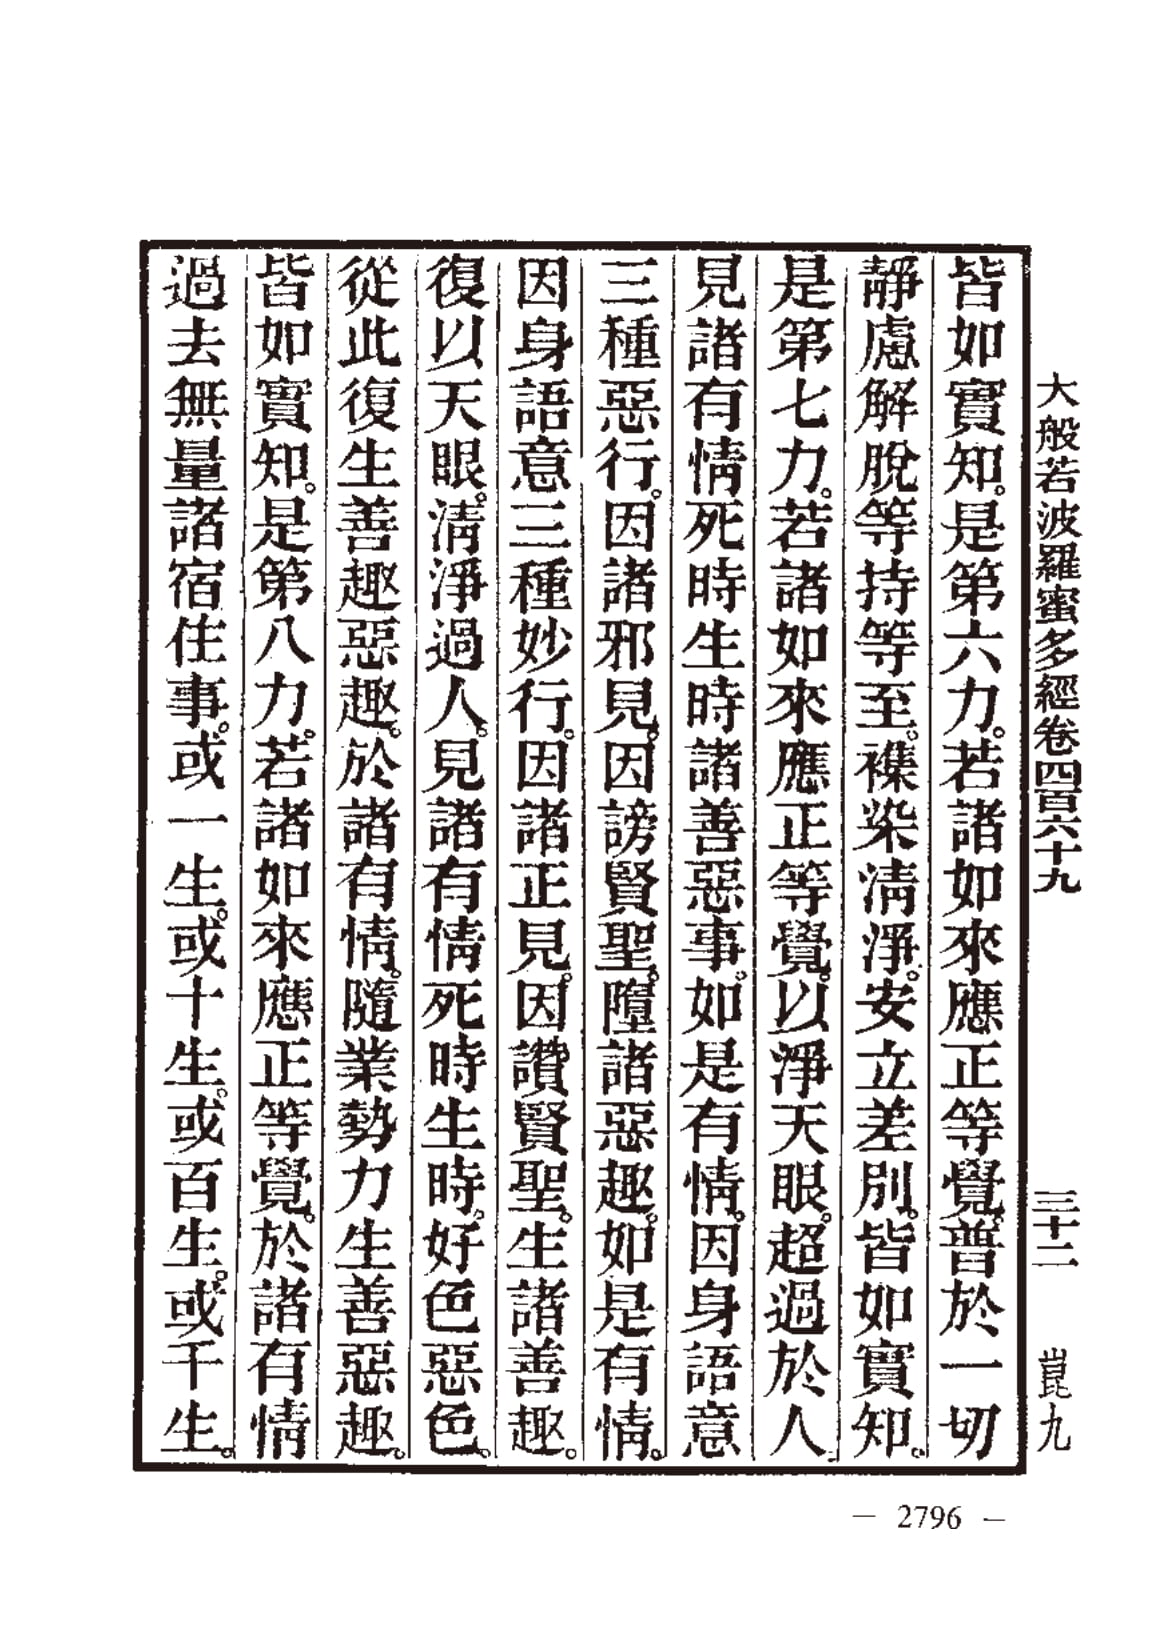 大般若波羅蜜多經卷四百六十九 三十二 崑九
皆如實知。是第六力。若諸如來應正等覺。普於一切
靜慮解脫等持等至。襍染清淨。安立差別。皆如實知。
是第七力。若諸如來應正等覺。以淨天眼。超過於人。
見諸有情死時生時諸善惡事。如是有情。因身語意
三種惡行。因諸邪見。因謗賢聖。墮諸惡趣。如是有情。
因身語意三種妙行。因諸正見。因讚賢聖。生諸善趣。
復以天眼。清淨過人。見諸有情死時生時。好色惡色。
從此復生善趣惡趣。於諸有情。隨業勢力生善惡趣。
皆如實知。是第八力。若諸如來應正等覺。於諸有情
過去無量諸宿住事。或一生。或十生。或百生。或千生。
— 2796 —